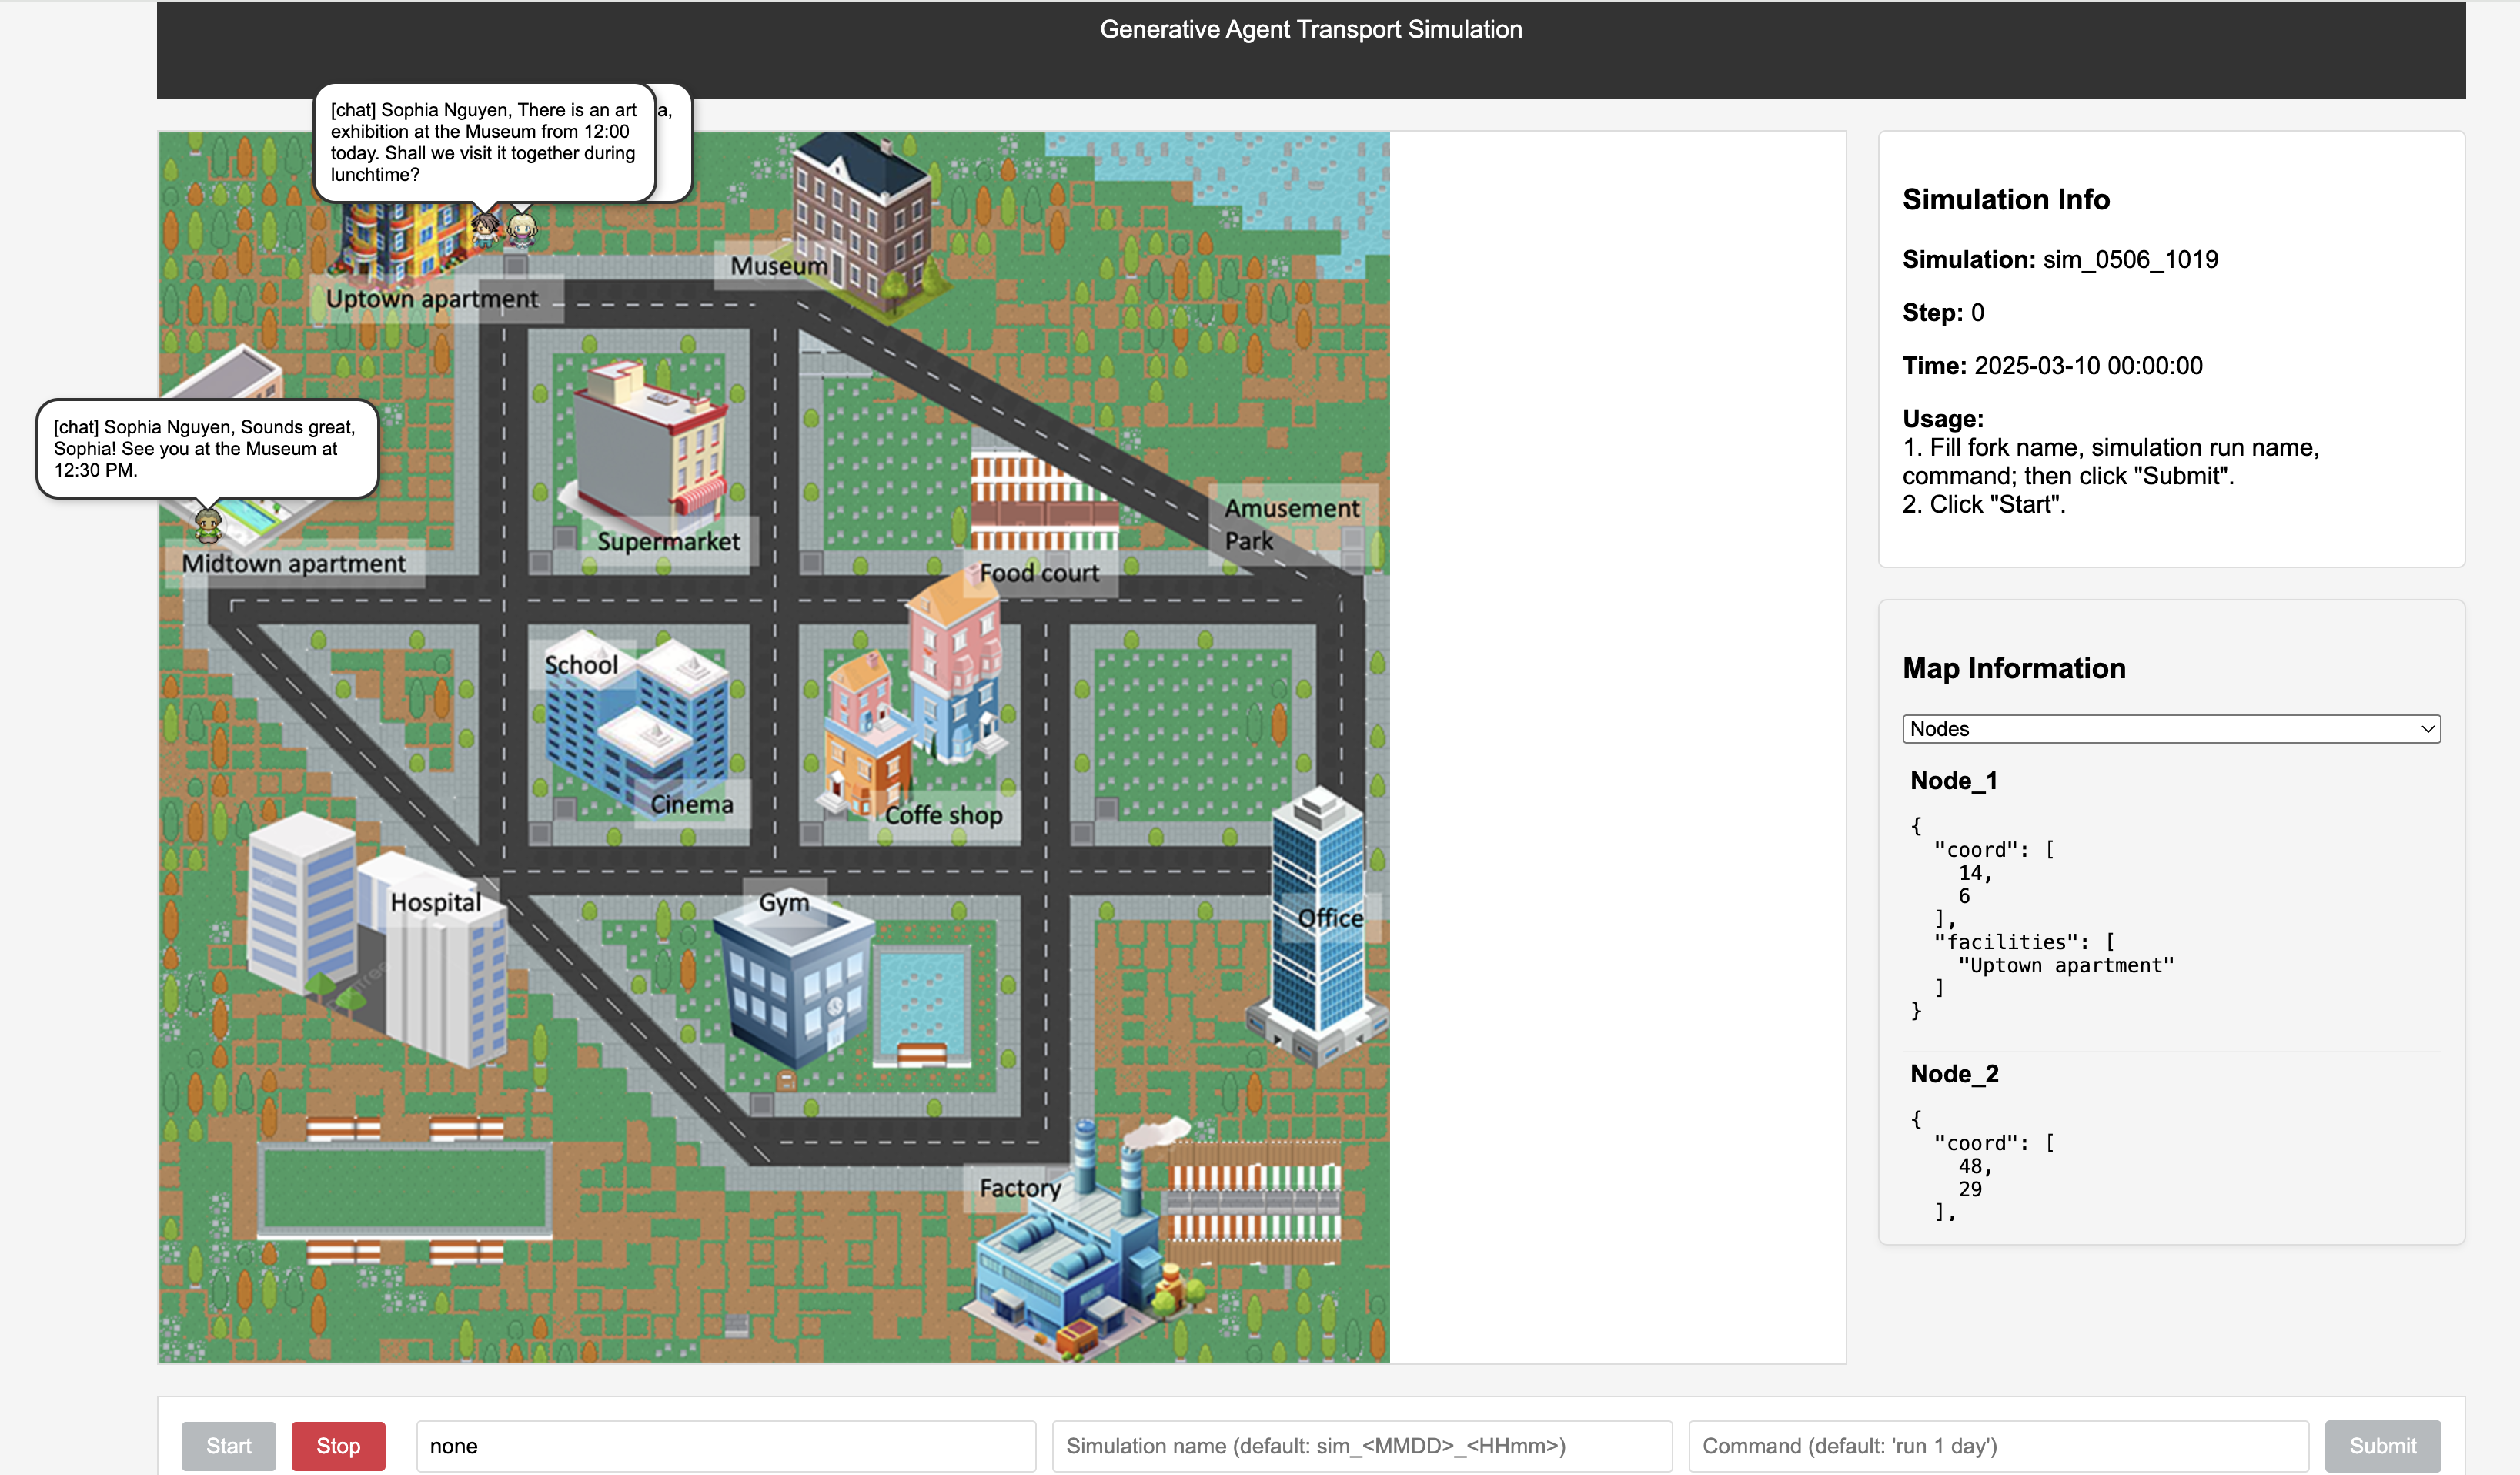 Generative Agent Transport Simulation
[chat] Sophia Nguyen, There is an art
exhibition at the Museum from 12:00
today. Shall we visit it together during
lunchtime?
a,
Museum
Uptown apartment
[chat] Sophia Nguyen, Sounds great,
Sophia! See you at the Museum at
12:30 PM.
Midtown apartment
Supermarket
Amusement
Park
Food court
School
Cinema
Coffe shop
Hospital
Gym
Office
Factory
Simulation Info
Simulation: sim_0506_1019
Step: 0
Time: 2025-03-10 00:00:00
Usage:
1. Fill fork name, simulation run name,
command; then click "Submit".
2. Click "Start".
Map Information
Nodes
Node_1
{
"coord": [
14,
6
],
"facilities": [
"Uptown apartment"
]
}
Node_2
{
"coord": [
48,
29
],
Start
Stop
none
Simulation name (default: sim_<MMDD>_<HHmm>)
Command (default: 'run 1 day')
Submit